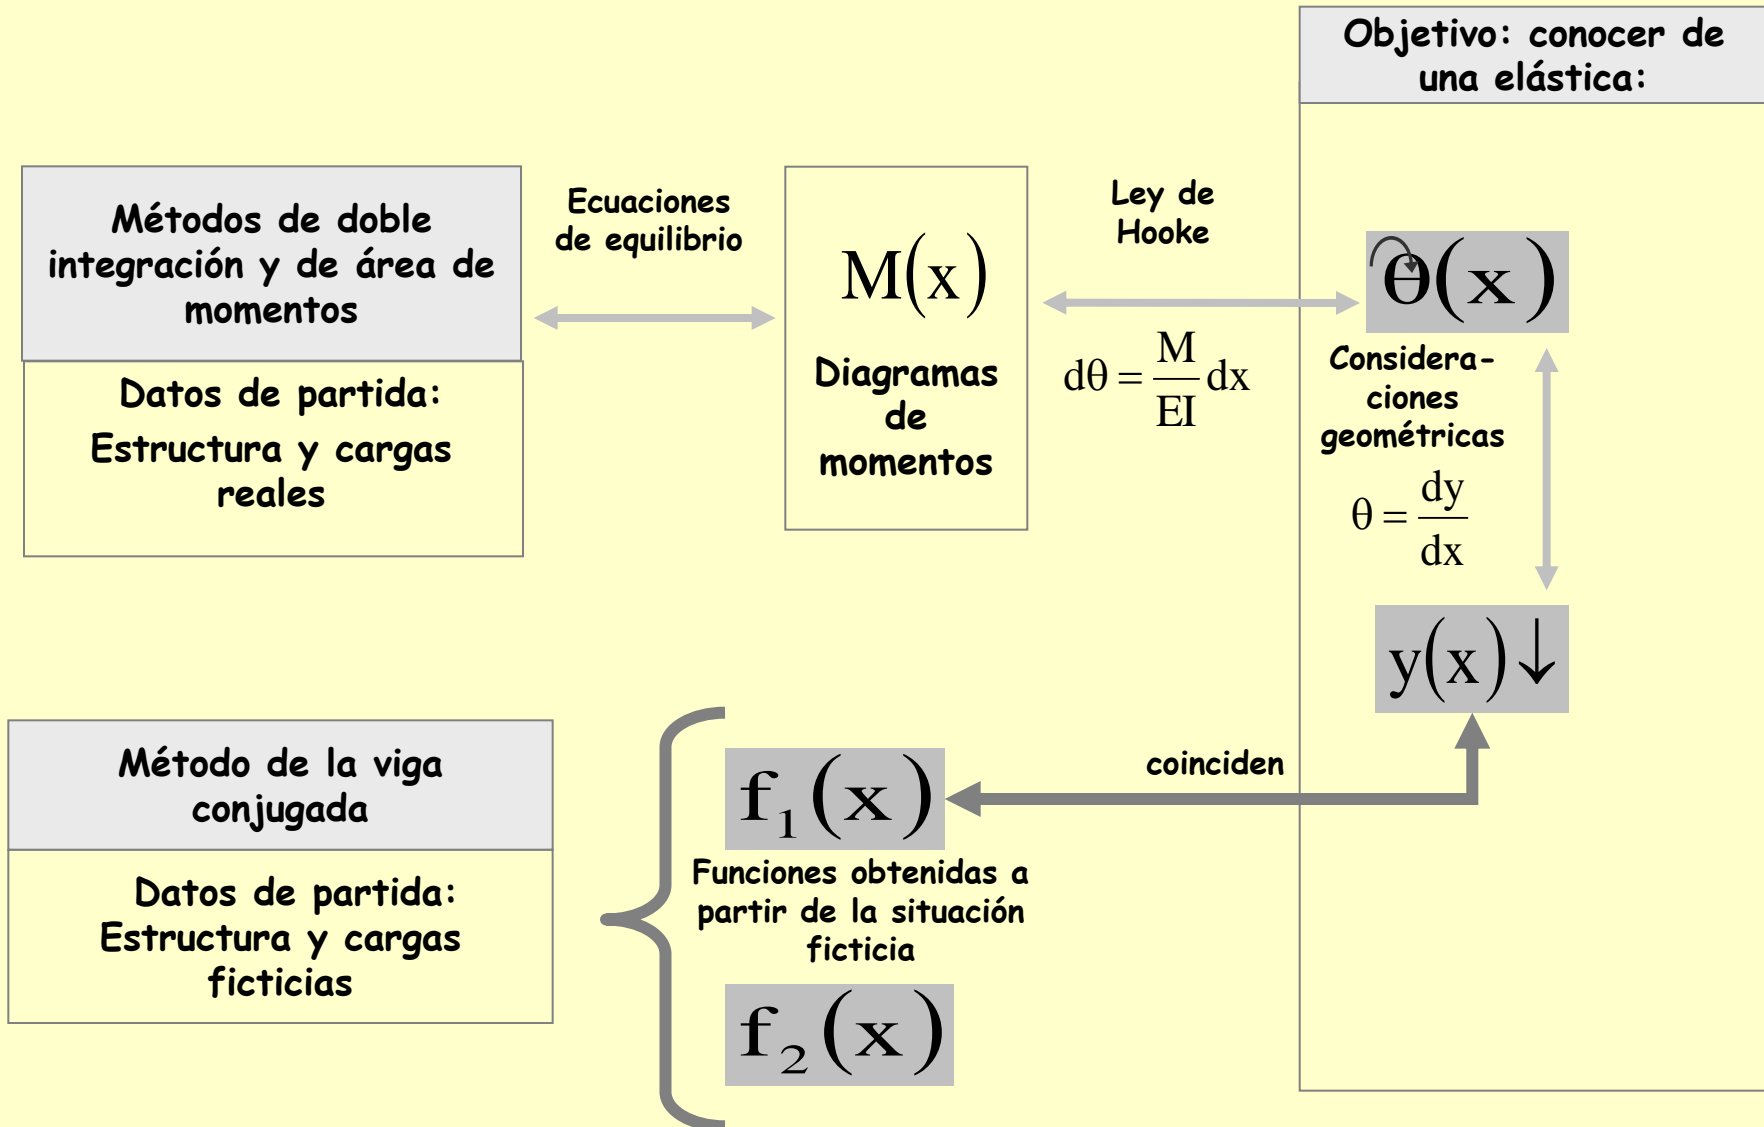 Objetivo: conocer de
una elástica:
Métodos de doble
integración y de área de
momentos
Datos de partida:
Estructura y cargas
reales
Ecuaciones
de equilibrio
M(x)
Diagramas
de
momentos
Ley de
Hooke
dθ = M/EI dx
θ(x)
Considera-
ciones
geométricas
θ = dy/dx
y(x)↓
Método de la viga
conjugada
Datos de partida:
Estructura y cargas
ficticias
f₁(x)
coinciden
Funciones obtenidas a
partir de la situación
ficticia
f₂(x)